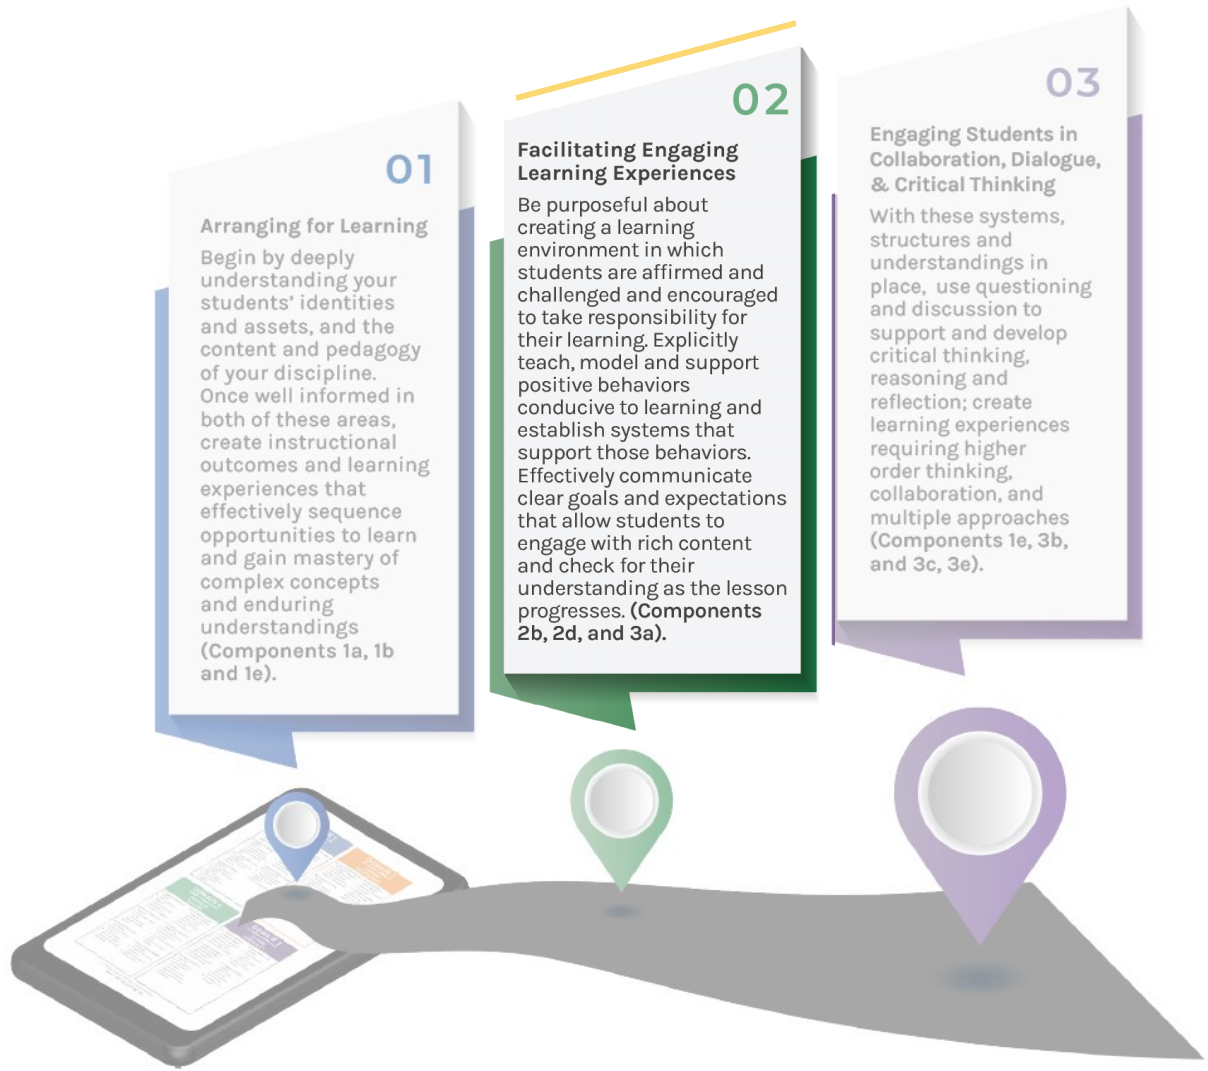 01
Arranging for Learning
Begin by deeply
understanding your
students’ identities
and assets, and the
content and pedagogy
of your discipline.
Once well informed in
both of these areas,
create instructional
outcomes and learning
experiences that
effectively sequence
opportunities to learn
and gain mastery of
complex concepts
and enduring
understandings
(Components 1a, 1b
and 1e).
02
Facilitating Engaging
Learning Experiences
Be purposeful about
creating a learning
environment in which
students are affirmed and
challenged and encouraged
to take responsibility for
their learning. Explicitly
teach, model and support
positive behaviors
conducive to learning and
establish systems that
support those behaviors.
Effectively communicate
clear goals and expectations
that allow students to
engage with rich content
and check for their
understanding as the lesson
progresses. (Components
2b, 2d, and 3a).
03
Engaging Students in
Collaboration, Dialogue,
& Critical Thinking
With these systems,
structures and
understandings in
place, use questioning
and discussion to
support and develop
critical thinking,
reasoning and
reflection; create
learning experiences
requiring higher
order thinking,
collaboration, and
multiple approaches
(Components 1e, 3b,
and 3c, 3e).